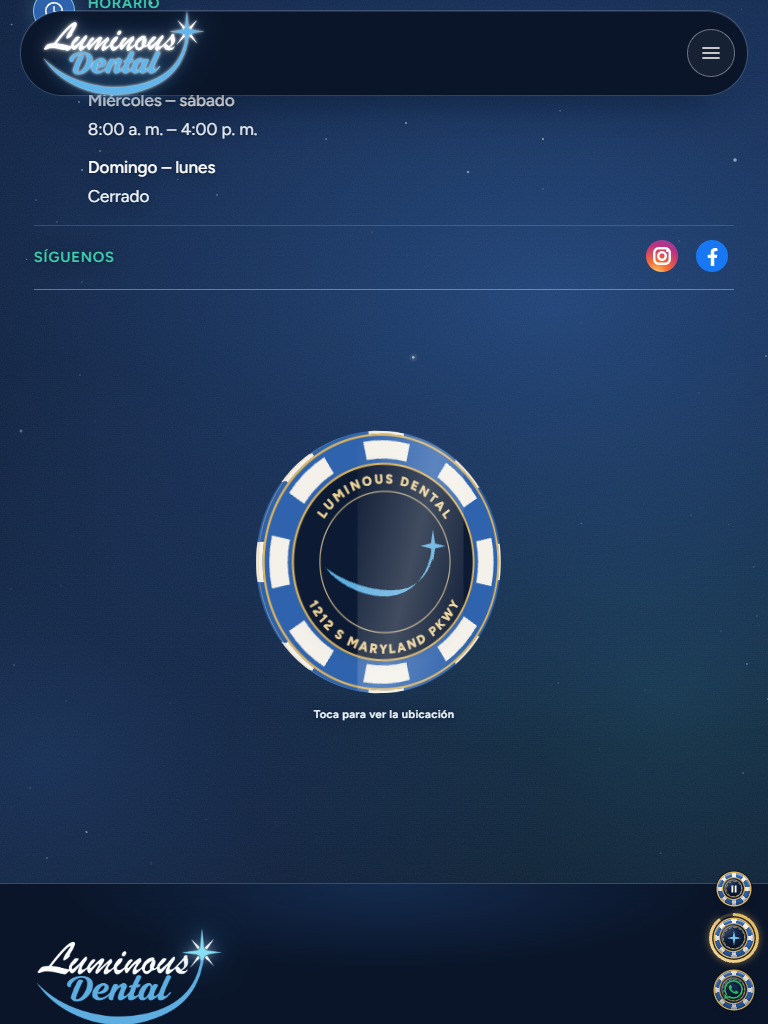 HORARIO
Luminous
Dental
Miércoles – sábado
8:00 a. m. – 4:00 p. m.
Domingo – lunes
Cerrado
SÍGUENOS
LUMINOUS DENTAL
1212 S MARYLAND PKWY
Toca para ver la ubicación
Luminous
Dental